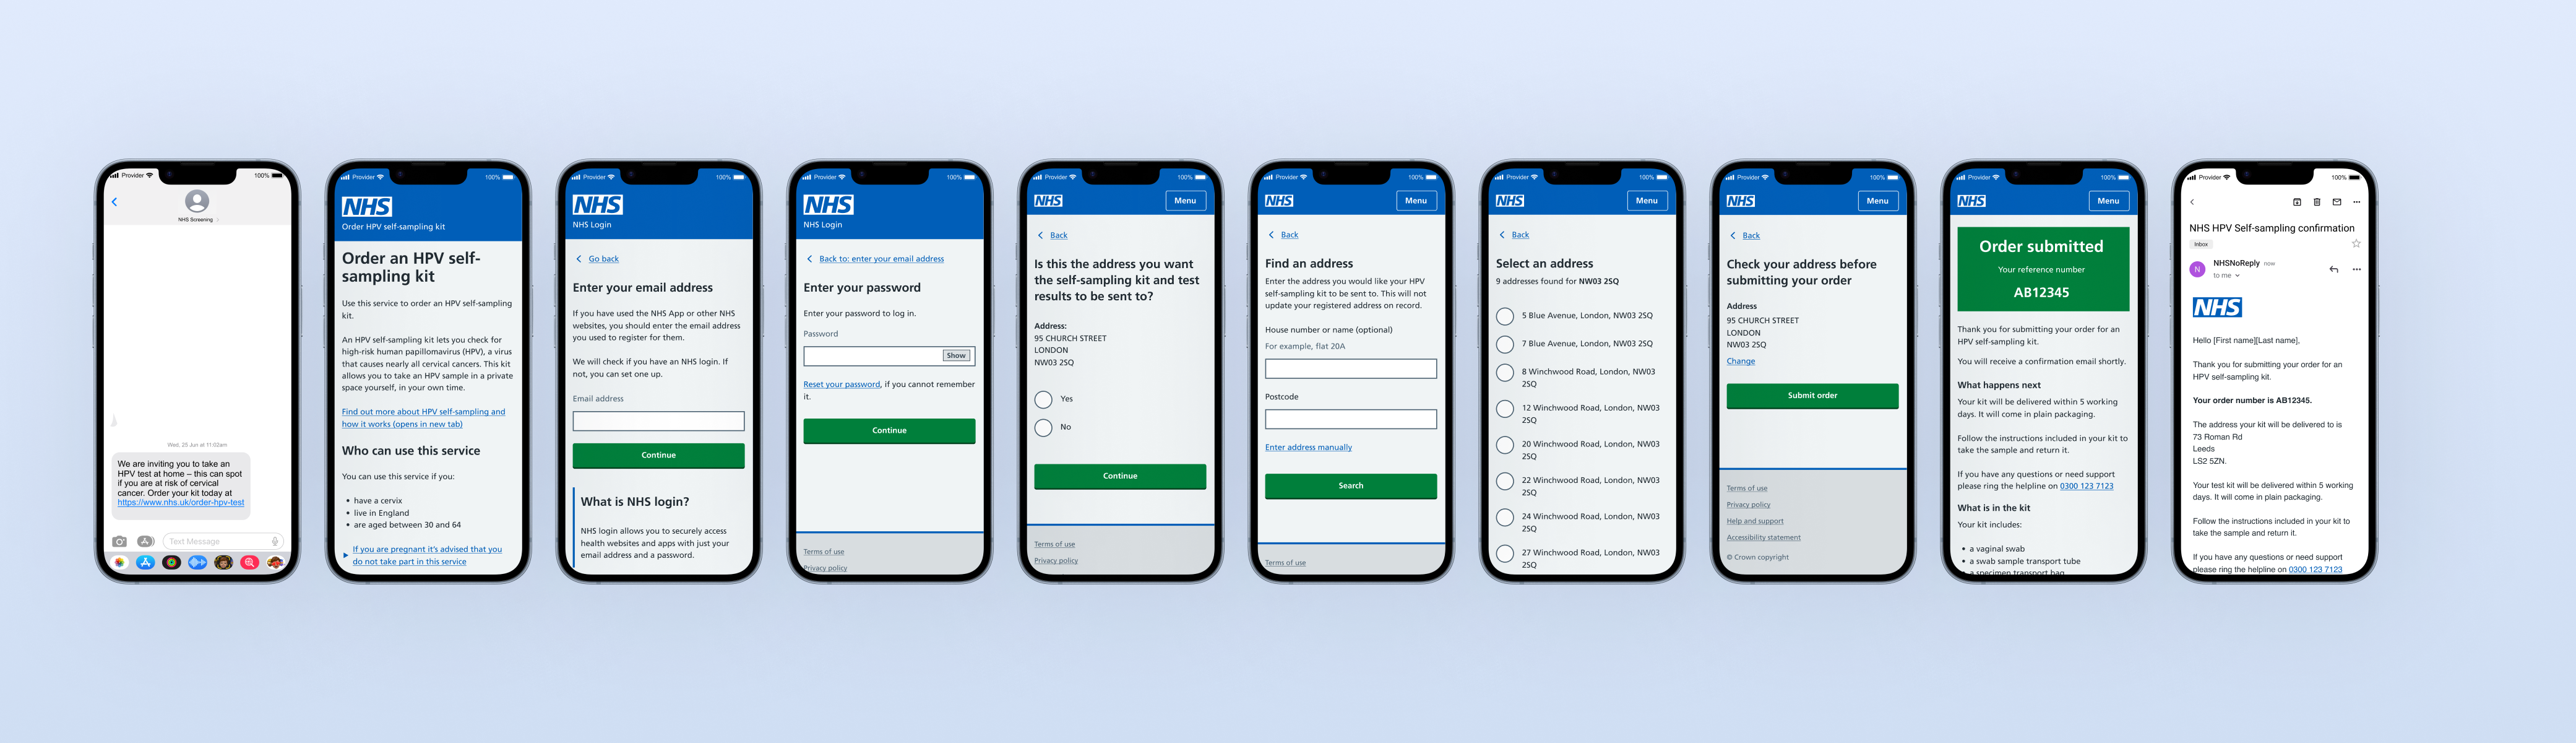 Provider
100%
NHS Screening
Wed, 25 Jun at 11:02am
We are inviting you to take an
HPV test at home – this can spot
if you are at risk of cervical
cancer. Order your kit today at
https://www.nhs.uk/order-hpv-test
Text Message
Provider
100%
NHS
Order HPV self-sampling kit
Order an HPV self-
sampling kit
Use this service to order an HPV self-sampling
kit.
An HPV self-sampling kit lets you check for
high-risk human papillomavirus (HPV), a virus
that causes nearly all cervical cancers. This kit
allows you to take an HPV sample in a private
space yourself, in your own time.
Find out more about HPV self-sampling and
how it works (opens in new tab)
Who can use this service
You can use this service if you:
• have a cervix
• live in England
• are aged between 30 and 64
If you are pregnant it's advised that you
do not take part in this service
Provider
100%
NHS
NHS Login
Go back
Enter your email address
If you have used the NHS App or other NHS
websites, you should enter the email address
you used to register for them.
We will check if you have an NHS login. If
not, you can set one up.
Email address
Continue
What is NHS login?
NHS login allows you to securely access
health websites and apps with just your
email address and a password.
Provider
100%
NHS
NHS Login
Back to: enter your email address
Enter your password
Enter your password to log in.
Password
Show
Reset your password, if you cannot remember
it.
Continue
Terms of use
Privacy policy
Provider
100%
NHS
Menu
Back
Is this the address you want
the self-sampling kit and test
results to be sent to?
Address:
95 CHURCH STREET
LONDON
NW03 2SQ
Yes
No
Continue
Terms of use
Privacy policy
Provider
100%
NHS
Menu
Back
Find an address
Enter the address you would like your HPV
self-sampling kit to be sent to. This will not
update your registered address on record.
House number or name (optional)
For example, flat 20A
Postcode
Enter address manually
Search
Terms of use
Provider
100%
NHS
Menu
Back
Select an address
9 addresses found for NW03 2SQ
5 Blue Avenue, London, NW03 2SQ
7 Blue Avenue, London, NW03 2SQ
8 Winchwood Road, London, NW03
2SQ
12 Winchwood Road, London, NW03
2SQ
20 Winchwood Road, London, NW03
2SQ
22 Winchwood Road, London, NW03
2SQ
24 Winchwood Road, London, NW03
2SQ
27 Winchwood Road, London, NW03
2SQ
Provider
100%
NHS
Menu
Back
Check your address before
submitting your order
Address
95 CHURCH STREET
LONDON
NW03 2SQ
Change
Submit order
Terms of use
Privacy policy
Help and support
Accessibility statement
© Crown copyright
Provider
100%
NHS
Menu
Order submitted
Your reference number
AB12345
Thank you for submitting your order for an
HPV self-sampling kit.
You will receive a confirmation email shortly.
What happens next
Your kit will be delivered within 5 working
days. It will come in plain packaging.
Follow the instructions included in your kit to
take the sample and return it.
If you have any questions or need support
please ring the helpline on 0300 123 7123
What is in the kit
Your kit includes:
• a vaginal swab
• a swab sample transport tube
• a specimen transport bag
Provider
100%
NHS HPV Self-sampling confirmation
Inbox
N
NHSNoReply now
to me
NHS
Hello [First name][Last name],
Thank you for submitting your order for an
HPV self-sampling kit.
Your order number is AB12345.
The address your kit will be delivered to is
73 Roman Rd
Leeds
LS2 5ZN.
Your test kit will be delivered within 5 working
days. It will come in plain packaging.
Follow the instructions included in your kit to
take the sample and return it.
If you have any questions or need support
please ring the helpline on 0300 123 7123